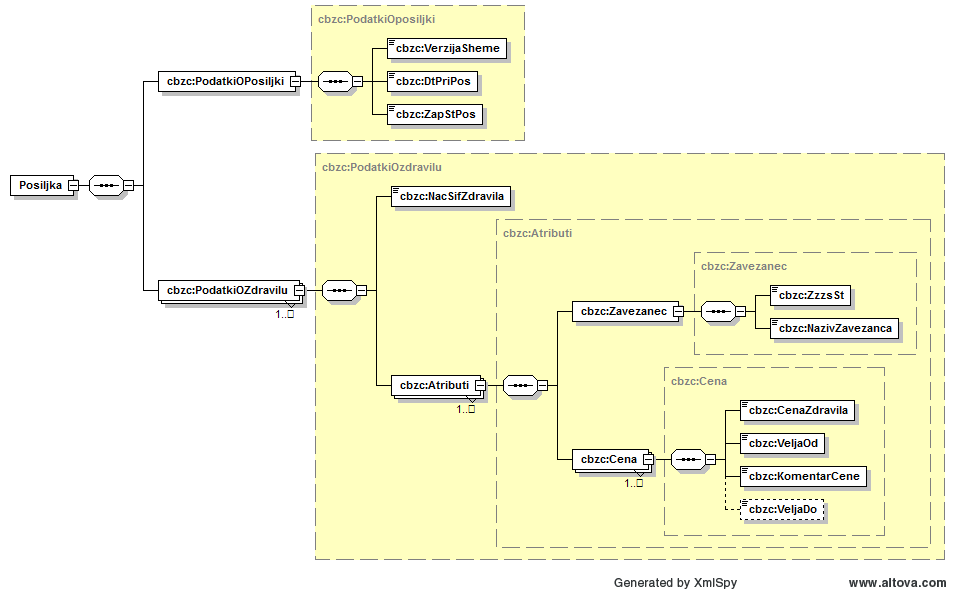 cbzc:PodatkiOposiljki
cbzc:VerzijaSheme
cbzc:PodatkiOPosiljki
cbzc:DtPriPos
cbzc:ZapStPos
cbzc:PodatkiOzdravilu
Posiljka
cbzc:NacSifZdravila
cbzc:Atributi
cbzc:Zavezanec
cbzc:PodatkiOZdravilu
cbzc:ZzzsSt
1..□
cbzc:Zavezanec
cbzc:NazivZavezanca
cbzc:Cena
cbzc:Atributi
1..□
cbzc:CenaZdravila
cbzc:VeljaOd
cbzc:Cena
cbzc:KomentarCene
1..□
cbzc:VeljaDo
Generated by XmlSpy
www.altova.com